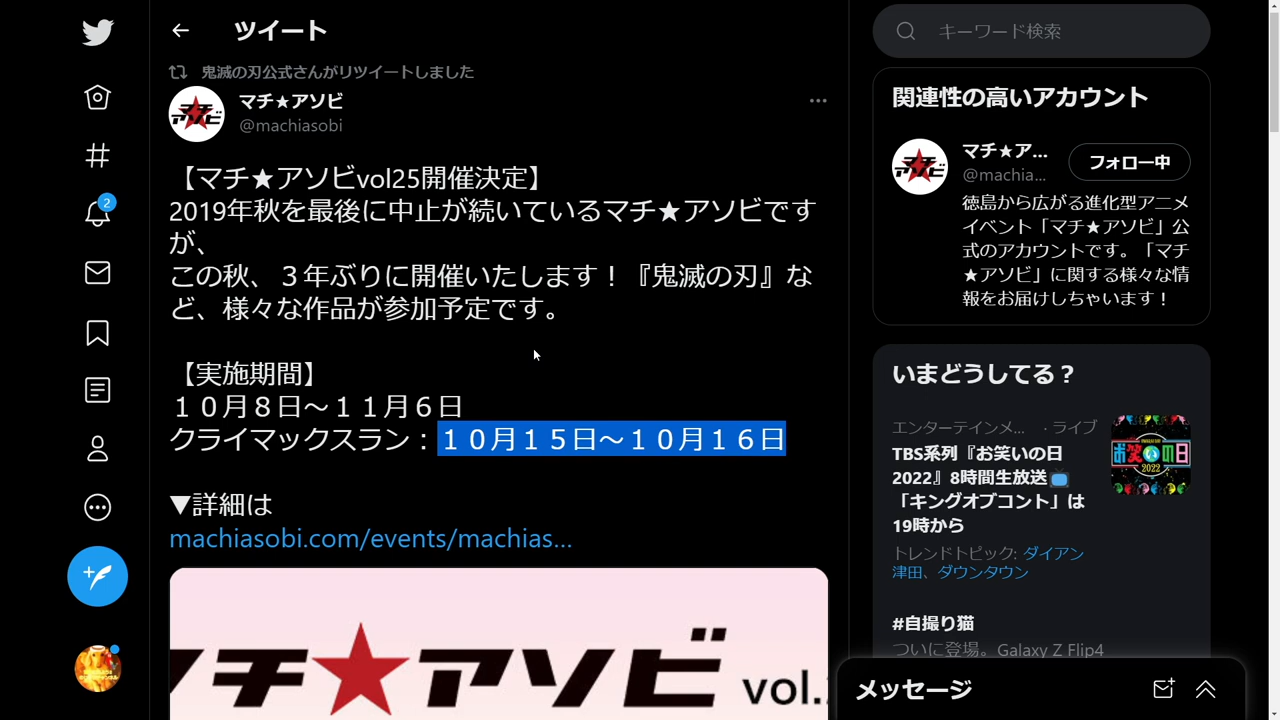 ツイート
鬼滅の刃公式さんがリツイートしました
マチ★アソビ
@machiasobi
【マチ★アソビvol25開催決定】
2019年秋を最後に中止が続いているマチ★アソビです
が、
この秋、３年ぶりに開催いたします！『鬼滅の刃』な
ど、様々な作品が参加予定です。
【実施期間】
１０月８日～１１月６日
クライマックスラン：１０月１５日～１０月１６日
▼詳細は
machiasobi.com/events/machias...
マチ★アソビ vol.
2
キーワード検索
関連性の高いアカウント
マチ★ア...
@machia...
フォロー中
徳島から広がる進化型アニメ
イベント「マチ★アソビ」公
式のアカウントです。「マチ
★アソビ」に関する様々な情
報をお届けしちゃいます！
いまどうしてる？
エンターテインメ... · ライブ
TBS系列『お笑いの日
2022』8時間生放送📺
「キングオブコント」は
19時から
トレンドトピック: ダイアン
津田、ダウンタウン
お笑いの日
2022
#自撮り猫
ついに登場。Galaxy Z Flip4
メッセージ